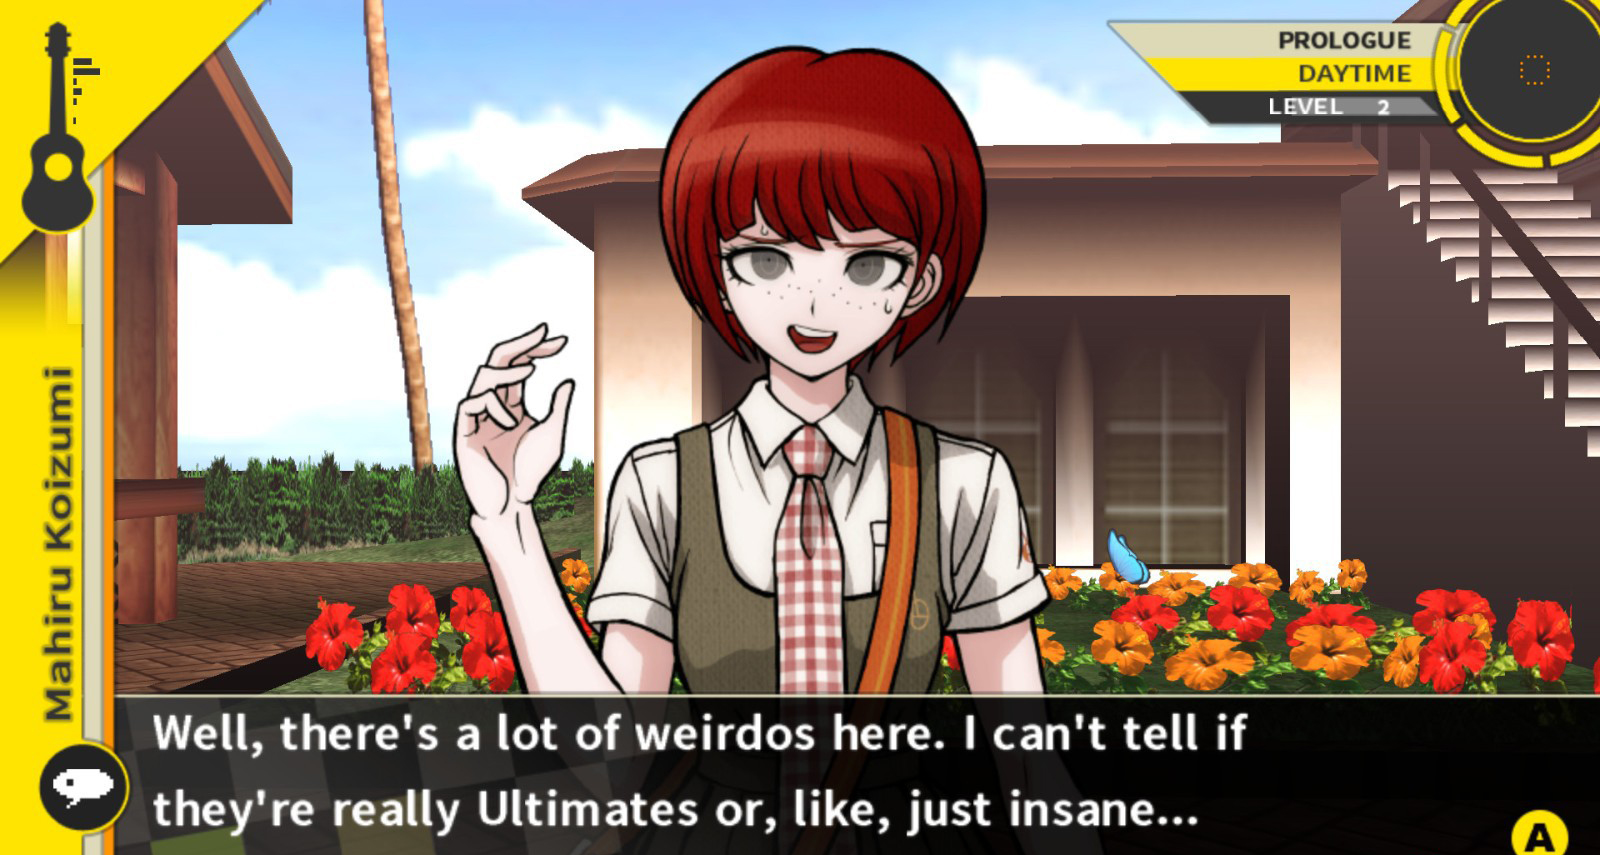 PROLOGUE
DAYTIME
LEVEL 2
Mahiru Koizumi
Well, there's a lot of weirdos here. I can't tell if
they're really Ultimates or, like, just insane...
A